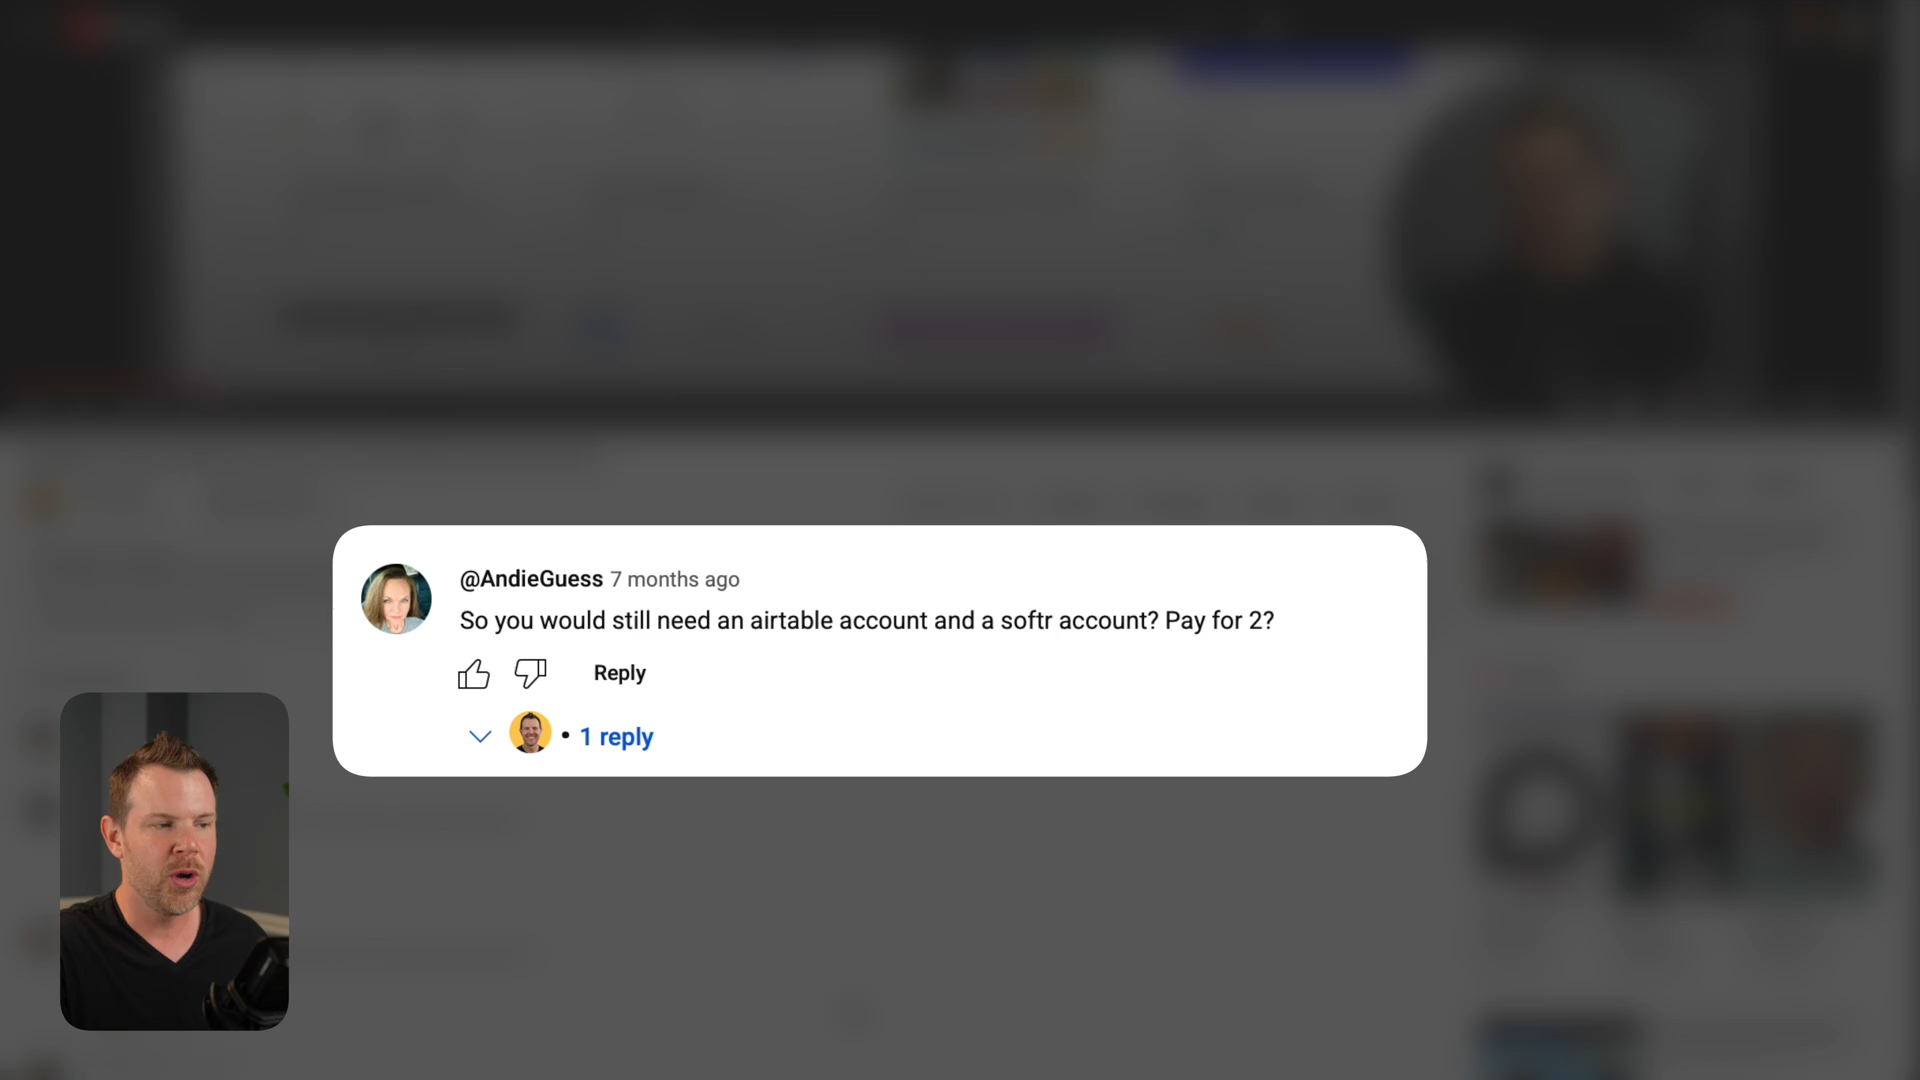 @AndieGuess 7 months ago
So you would still need an airtable account and a softr account? Pay for 2?
Reply
• 1 reply